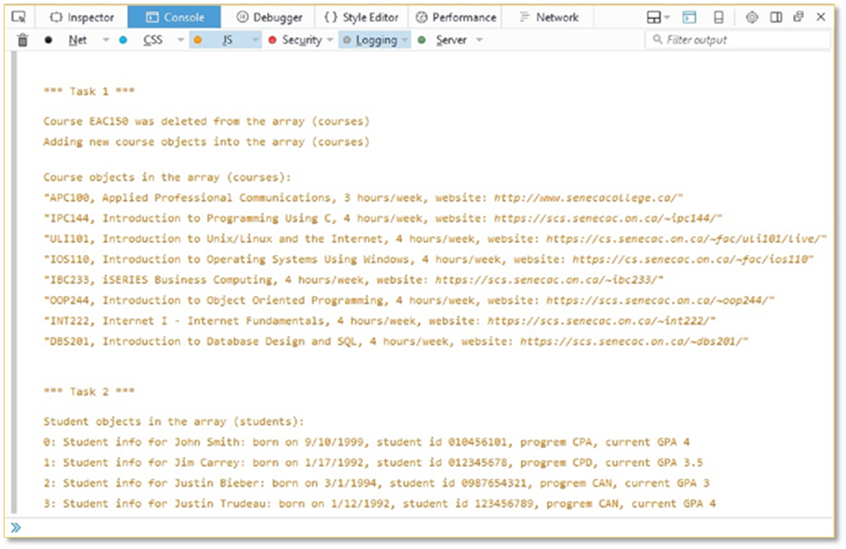 Inspector Console Debugger { } Style Editor Performance Network
Net CSS JS Security Logging Server Filter output
*** Task 1 ***
Course EAC150 was deleted from the array (courses)
Adding new course objects into the array (courses)
Course objects in the array (courses):
"APC100, Applied Professional Communications, 3 hours/week, website: http://www.senecacollege.ca/"
"IPC144, Introduction to Programming Using C, 4 hours/week, website: https://scs.senecac.on.ca/~ipc144/"
"ULI101, Introduction to Unix/Linux and the Internet, 4 hours/week, website: https://cs.senecac.on.ca/~fac/uli101/live/"
"IOS110, Introduction to Operating Systems Using Windows, 4 hours/week, website: https://cs.senecac.on.ca/~fac/ios110"
"IBC233, iSERIES Business Computing, 4 hours/week, website: https://scs.senecac.on.ca/~ibc233/"
"OOP244, Introduction to Object Oriented Programming, 4 hours/week, website: https://scs.senecac.on.ca/~oop244/"
"INT222, Internet I - Internet Fundamentals, 4 hours/week, website: https://scs.senecac.on.ca/~int222/"
"DBS201, Introduction to Database Design and SQL, 4 hours/week, website: https://scs.senecac.on.ca/~dbs201/"
*** Task 2 ***
Student objects in the array (students):
0: Student info for John Smith: born on 9/10/1999, student id 010456101, progrem CPA, current GPA 4
1: Student info for Jim Carrey: born on 1/17/1992, student id 012345678, progrem CPD, current GPA 3.5
2: Student info for Justin Bieber: born on 3/1/1994, student id 0987654321, progrem CAN, current GPA 3
3: Student info for Justin Trudeau: born on 1/12/1992, student id 123456789, progrem CAN, current GPA 4